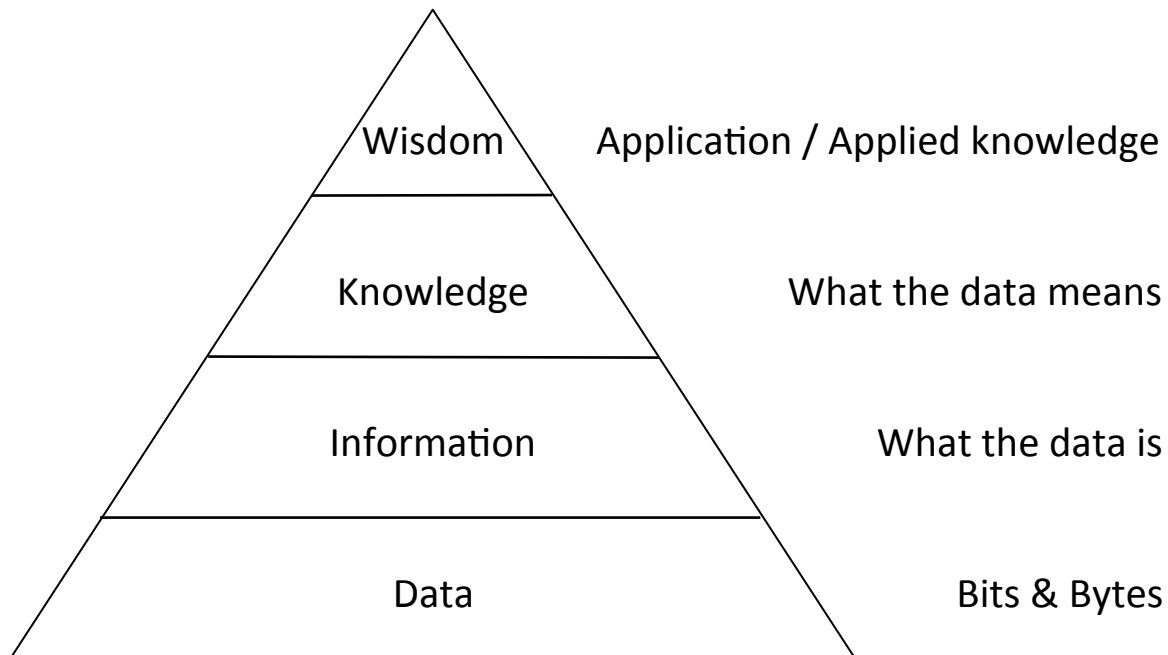 Wisdom Application / Applied knowledge
Knowledge What the data means
Information What the data is
Data Bits & Bytes